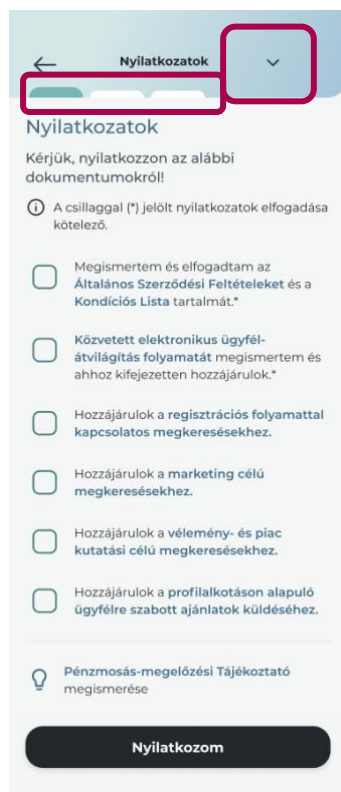 Nyilatkozatok
Nyilatkozatok
Kérjük, nyilatkozzon az alábbi
dokumentumokról!
A csillaggal (*) jelölt nyilatkozatok elfogadása
kötelező.
Megismertem és elfogadtam az
Általános Szerződési Feltételeket és a
Kondíciós Lista tartalmát.*
Közvetett elektronikus ügyfél-
átvilágítás folyamatát megismertem és
ahhoz kifejezetten hozzájárulok.*
Hozzájárulok a regisztrációs folyamattal
kapcsolatos megkeresésekhez.
Hozzájárulok a marketing célú
megkeresésekhez.
Hozzájárulok a vélemény- és piac
kutatási célú megkeresésekhez.
Hozzájárulok a profilalkotáson alapuló
ügyfélre szabott ajánlatok küldéséhez.
Pénzmosás-megelőzési Tájékoztató
megismerése
Nyilatkozom